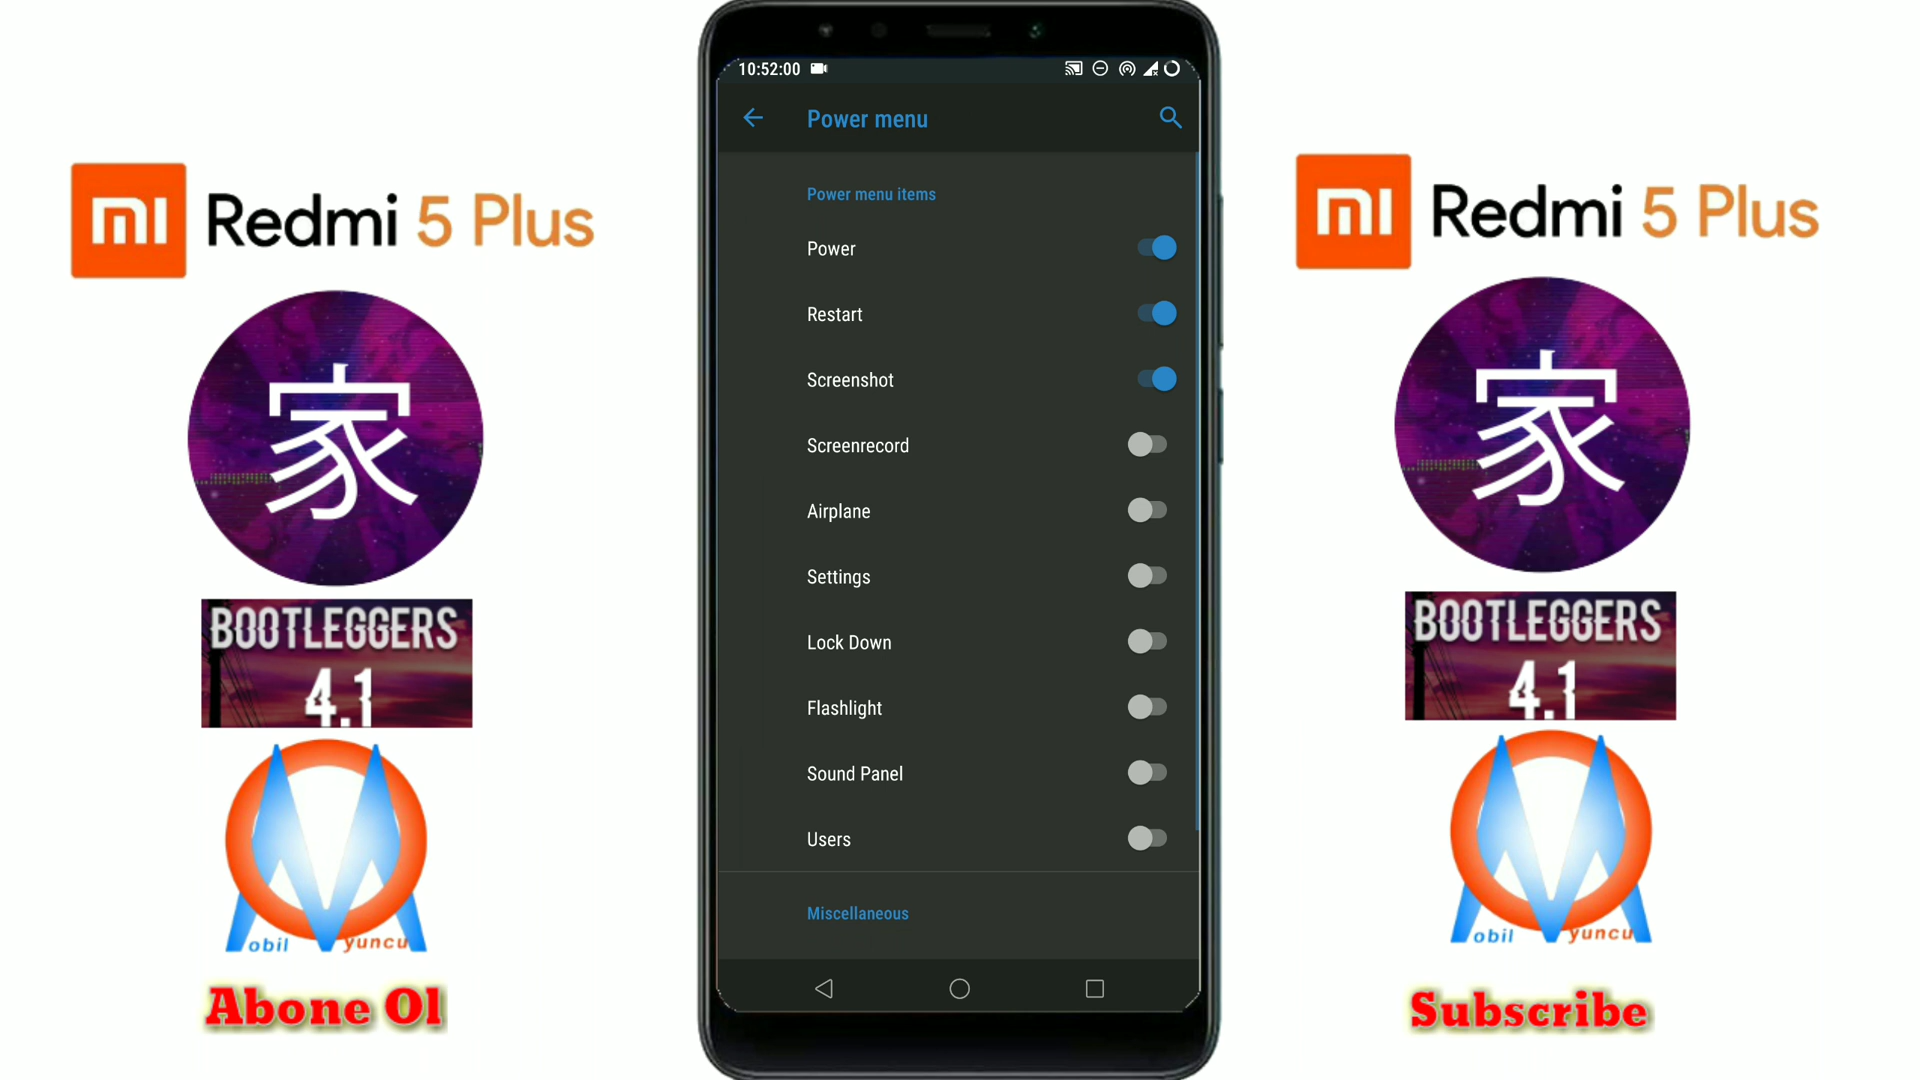 10:52:00
Power menu
Power menu items
Power
Restart
Screenshot
Screenrecord
Airplane
Settings
Lock Down
Flashlight
Sound Panel
Users
Miscellaneous
mi Redmi 5 Plus
家
BOOTLEGGERS
4.1
obil yuncu
Abone Ol
mi Redmi 5 Plus
家
BOOTLEGGERS
4.1
obil yuncu
Subscribe